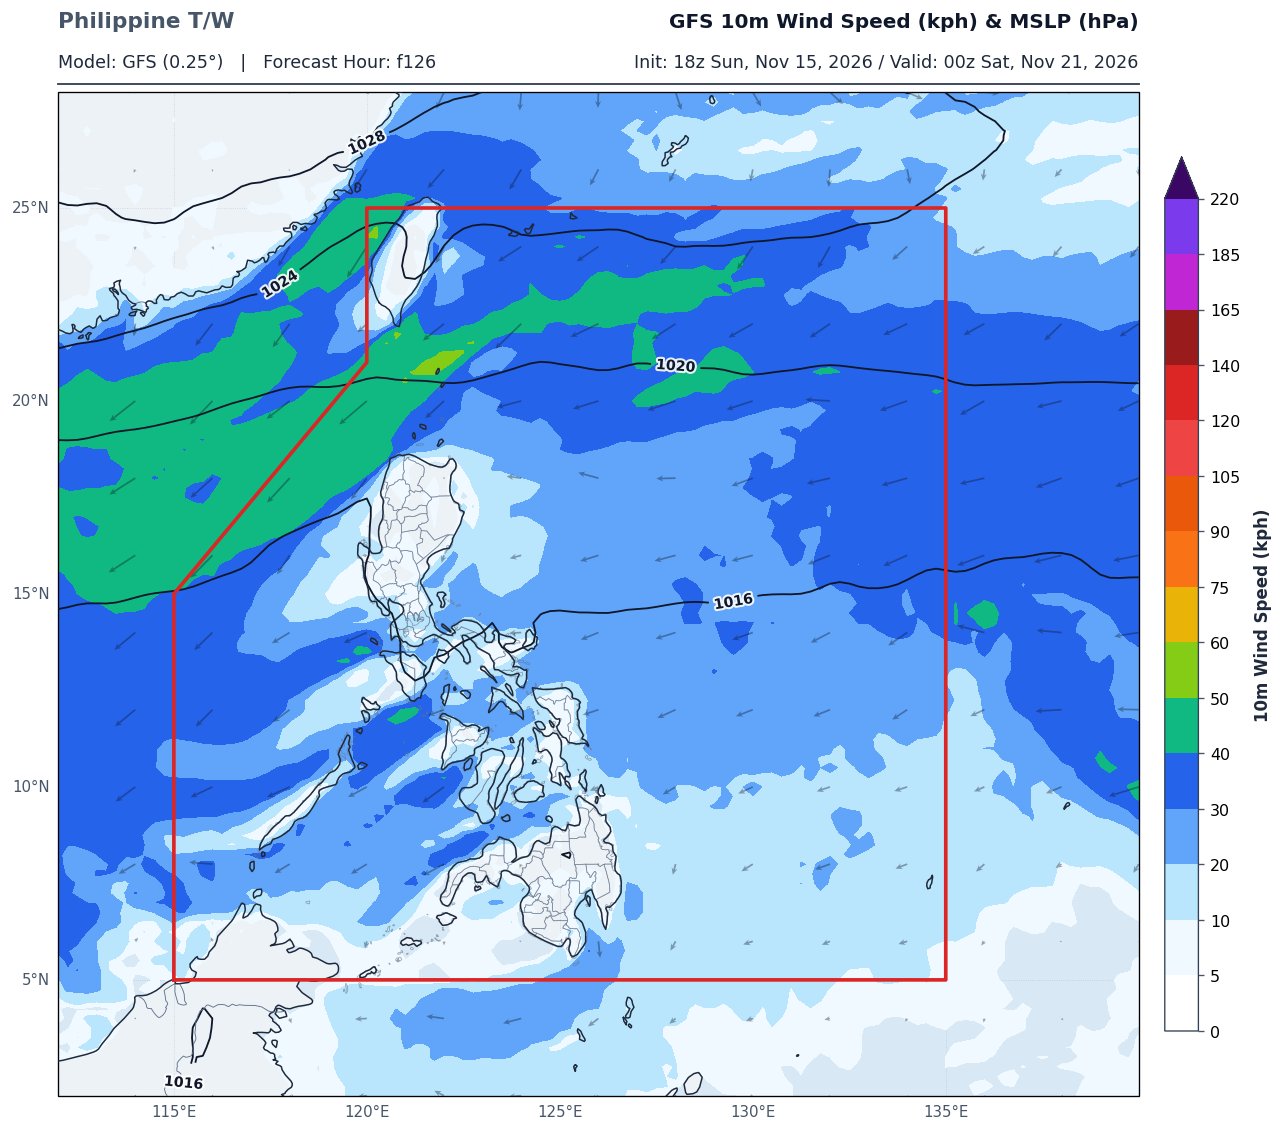 Philippine T/W
GFS 10m Wind Speed (kph) & MSLP (hPa)
Model: GFS (0.25°) | Forecast Hour: f126
Init: 18z Sun, Nov 15, 2026 / Valid: 00z Sat, Nov 21, 2026
1028
1024
1020
1016
1016
25°N
20°N
15°N
10°N
5°N
115°E
120°E
125°E
130°E
135°E
220
185
165
140
120
105
90
75
60
50
40
30
20
10
5
0
10m Wind Speed (kph)